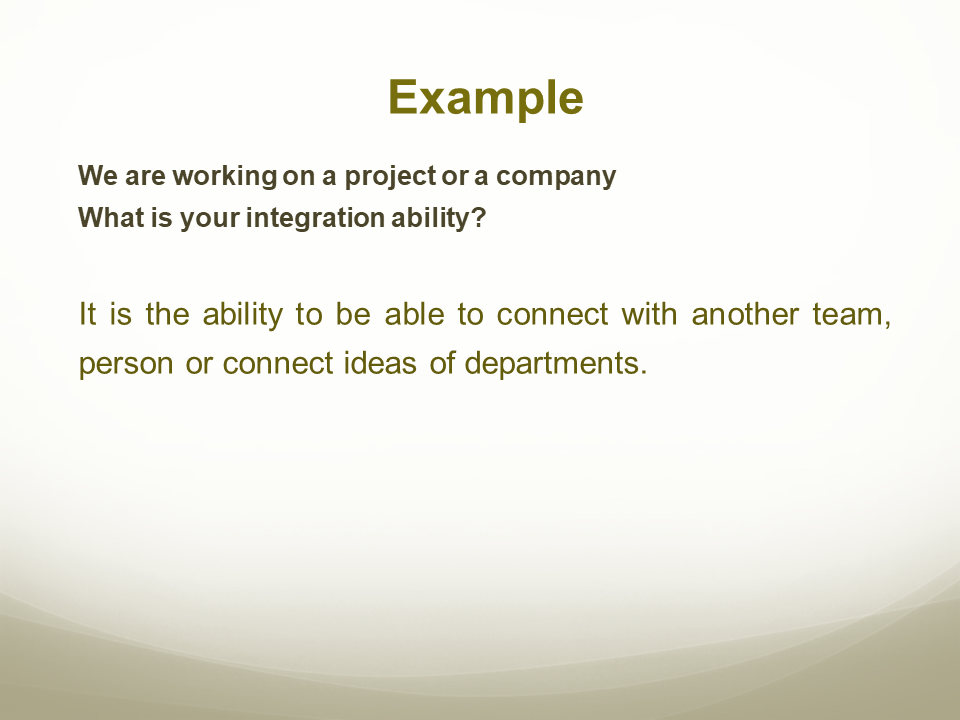 Example
We are working on a project or a company
What is your integration ability?
It is the ability to be able to connect with another team,
person or connect ideas of departments.